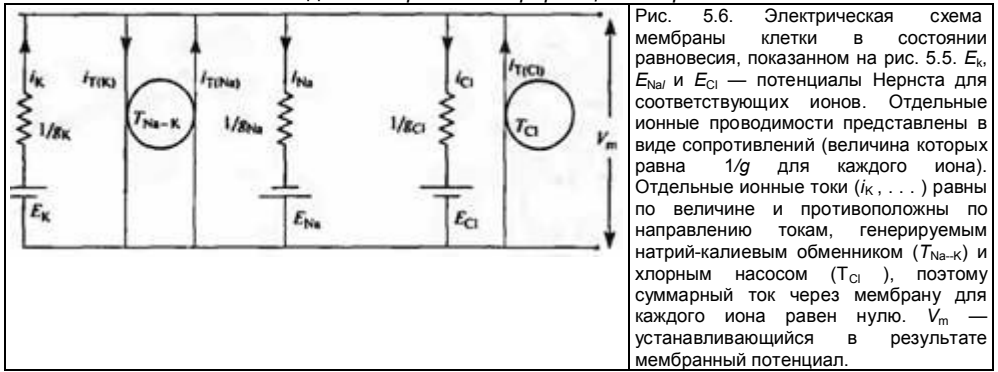 i_K
i_T(K)
i_T(Na)
i_Na
i_Cl
i_T(Cl)
1/g_K
T_Na–K
1/g_Na
1/g_Cl
T_Cl
V_m
E_K
E_Na
E_Cl
Рис. 5.6. Электрическая схема
мембраны клетки в состоянии
равновесия, показанном на рис. 5.5. E_k,
E_Nal и E_Cl — потенциалы Нернста для
соответствующих ионов. Отдельные
ионные проводимости представлены в
виде сопротивлений (величина которых
равна 1/g для каждого иона).
Отдельные ионные токи (i_K , . . . ) равны
по величине и противоположны по
направлению токам, генерируемым
натрий-калиевым обменником (T_Na--K) и
хлорным насосом (T_Cl ), поэтому
суммарный ток через мембрану для
каждого иона равен нулю. V_m —
устанавливающийся в результате
мембранный потенциал.